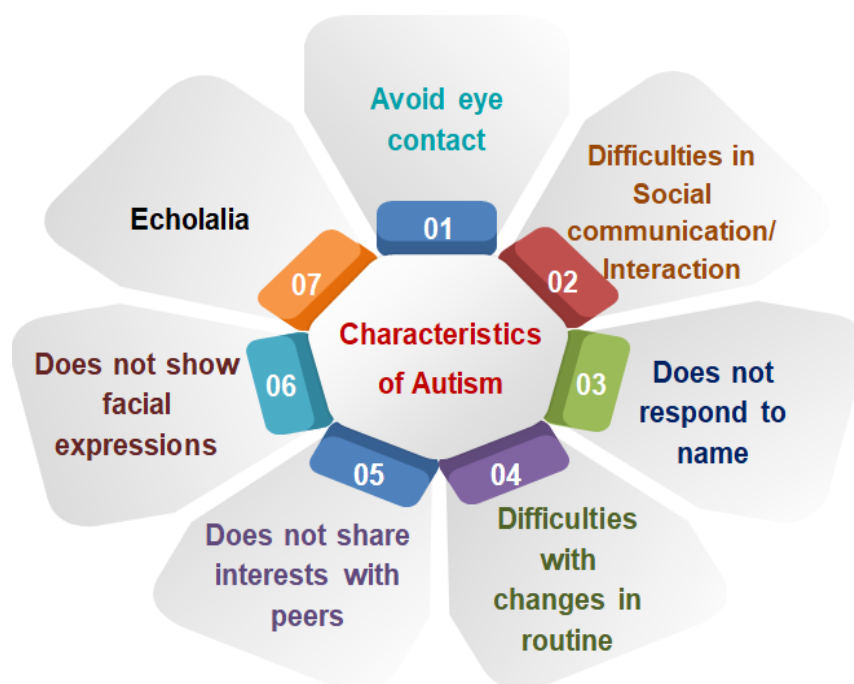 Characteristics
of Autism
01
Avoid eye
contact
02
Difficulties in
Social
communication/
Interaction
03
Does not
respond to
name
04
Difficulties
with
changes in
routine
05
Does not share
interests with
peers
06
Does not show
facial
expressions
07
Echolalia